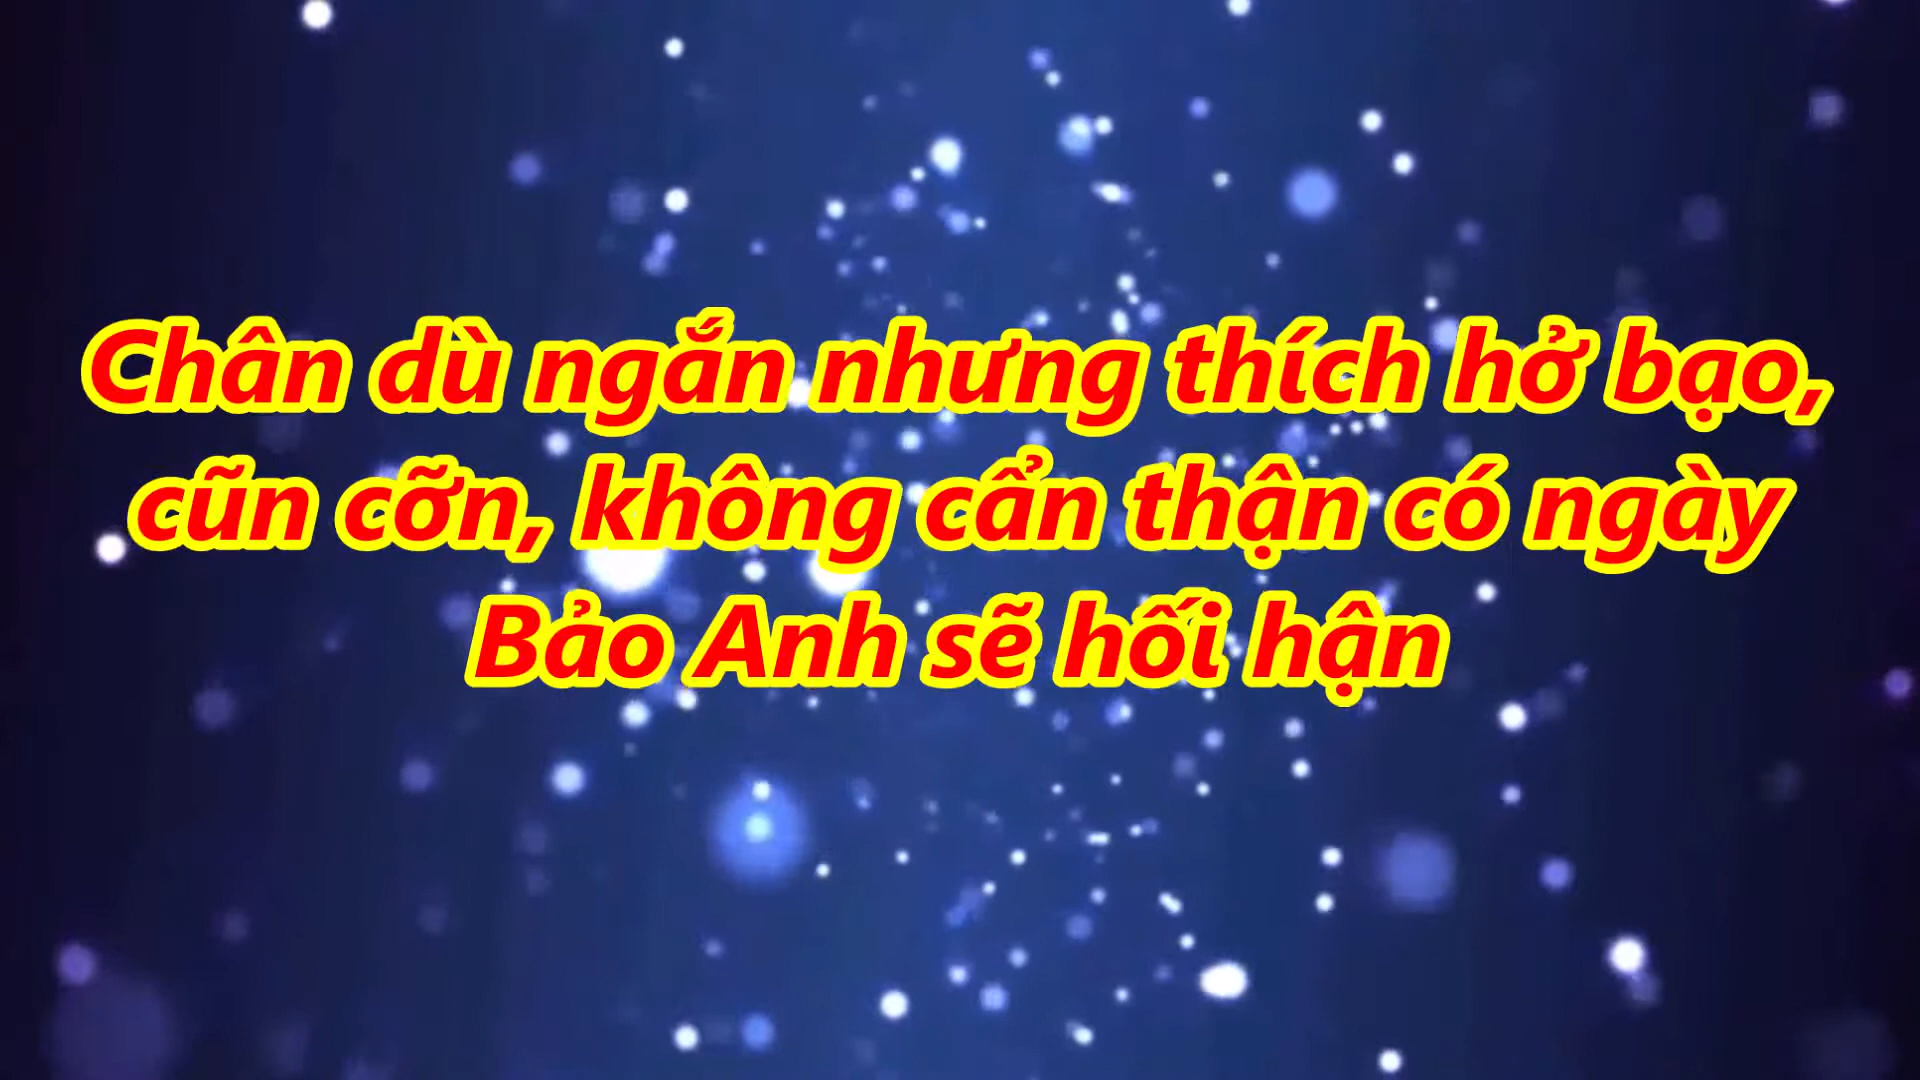 Chân dù ngắn nhưng thích hở bạo,
cũn cỡn, không cẩn thận có ngày
Bảo Anh sẽ hối hận